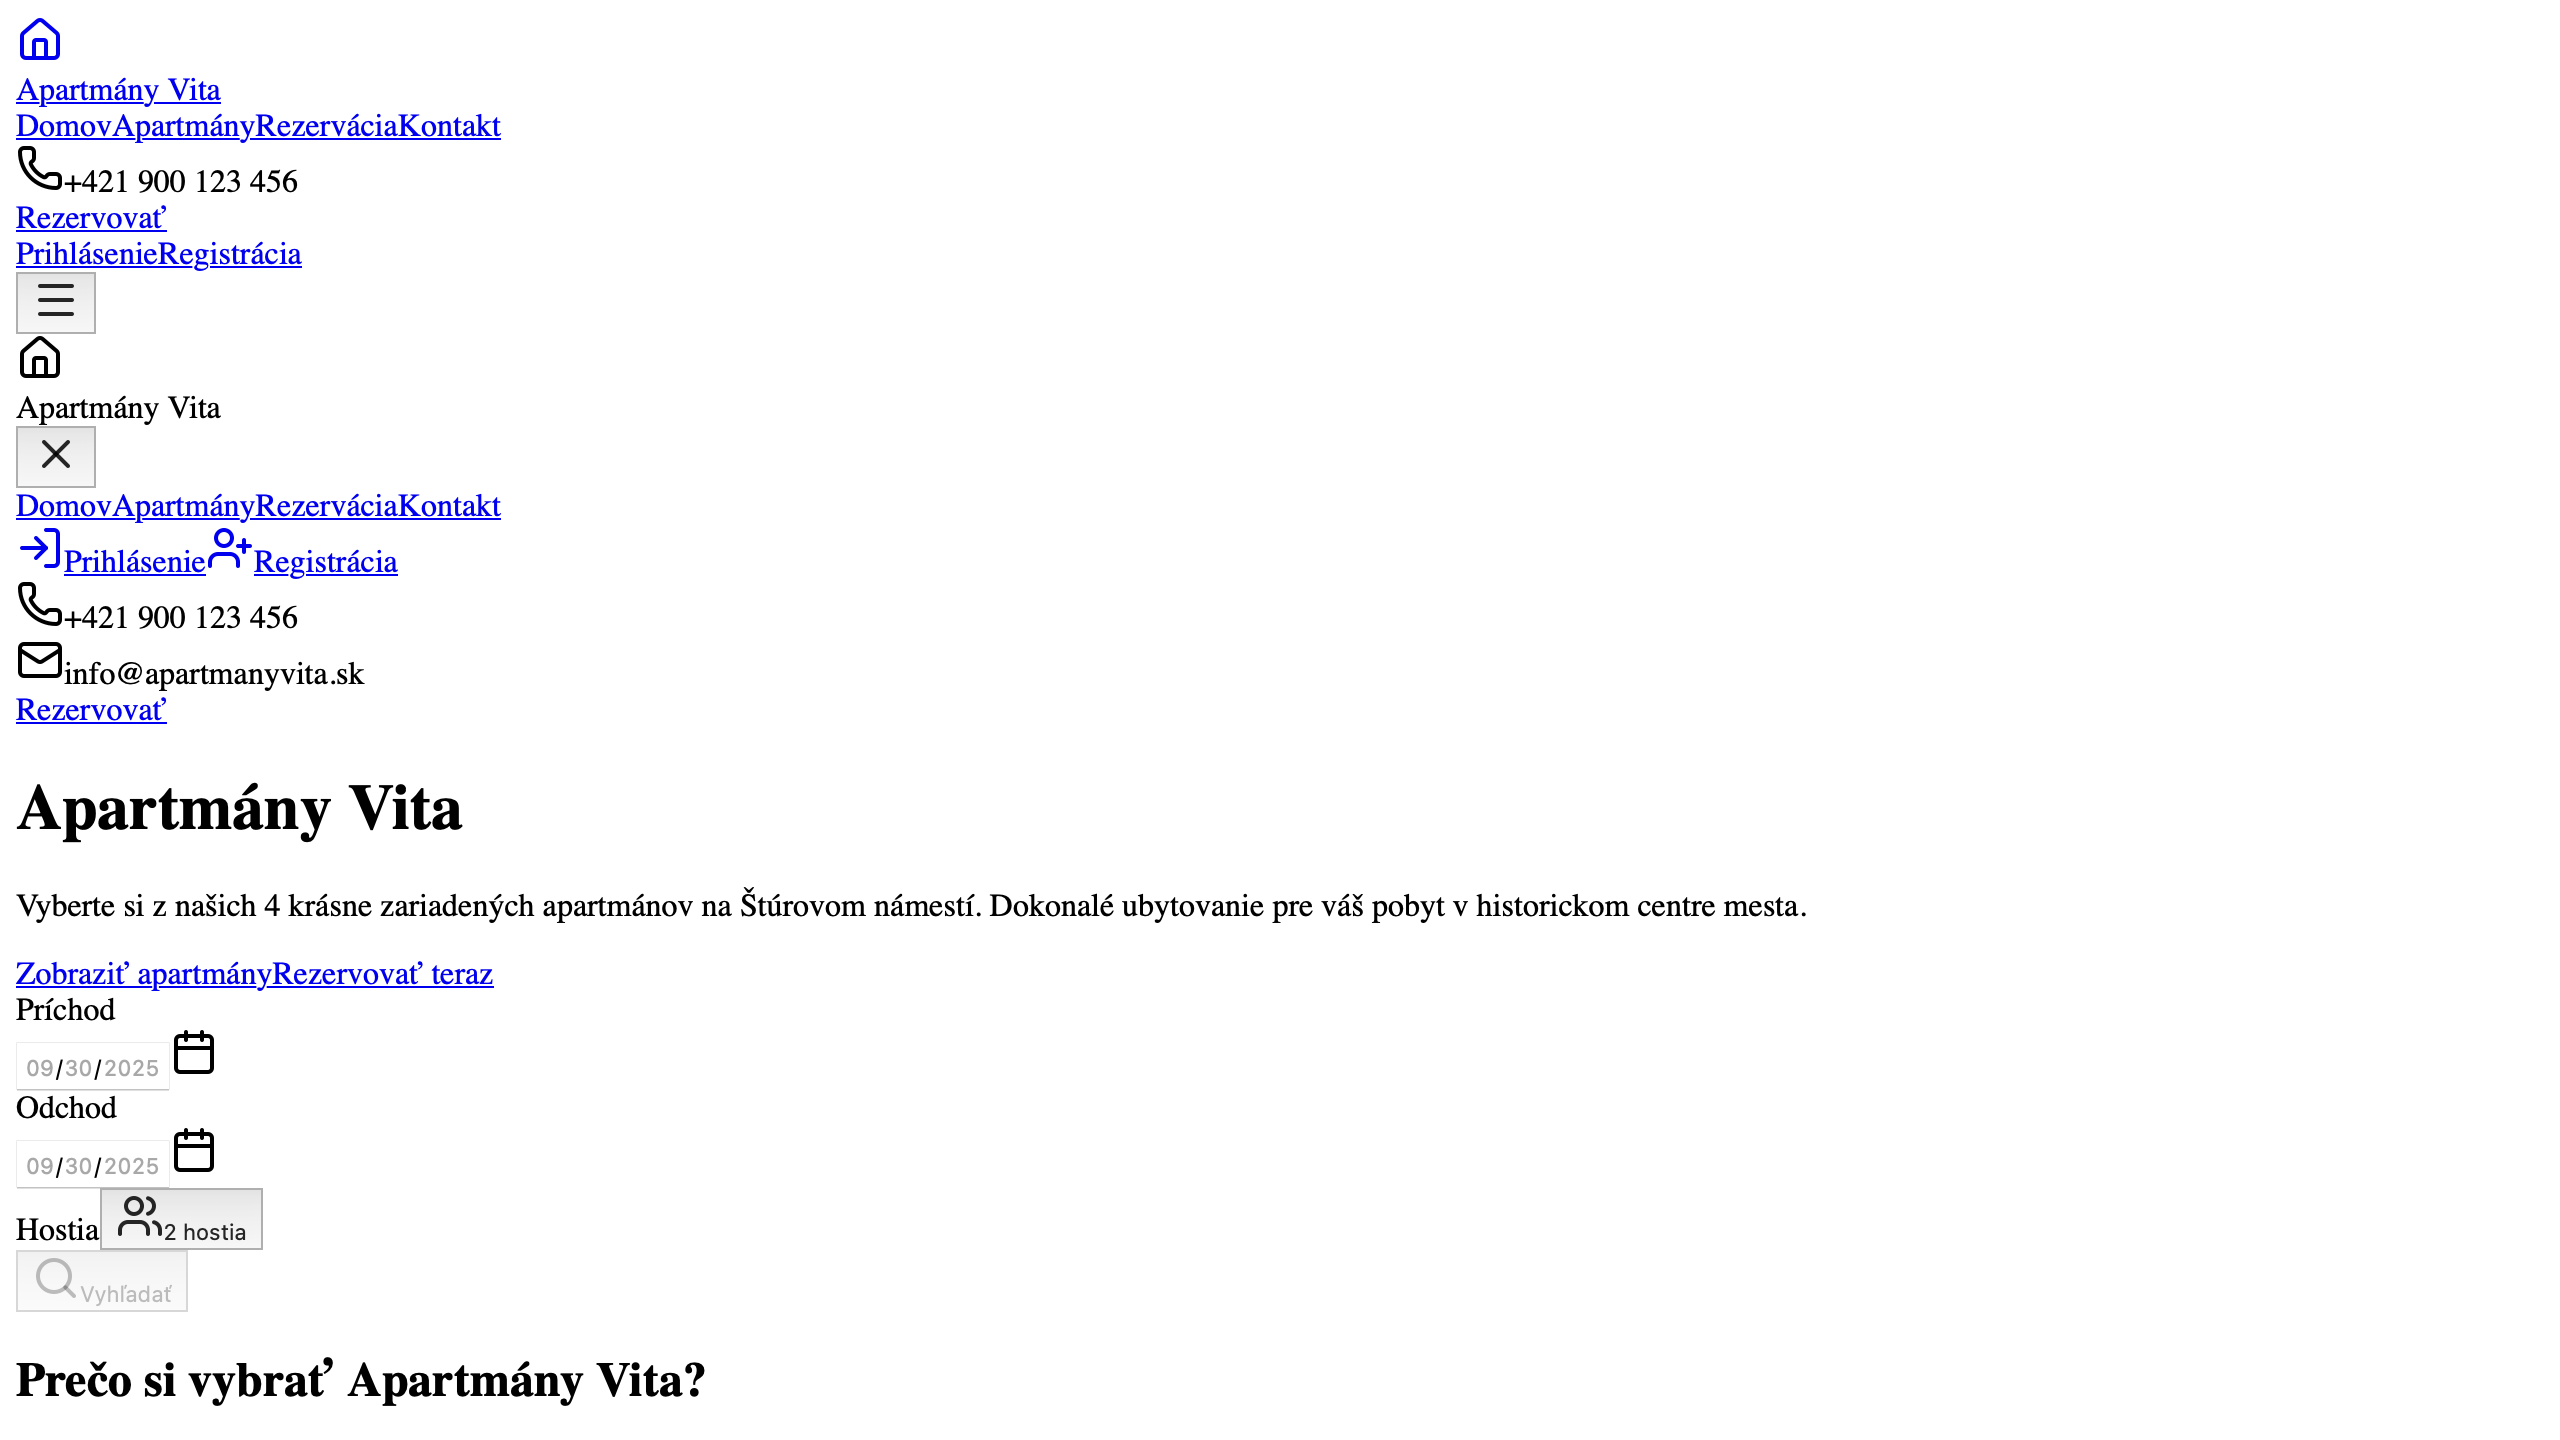 Apartmány Vita
DomovApartmányRezerváciaKontakt
+421 900 123 456
Rezervovať
PrihlásenieRegistrácia
Apartmány Vita
DomovApartmányRezerváciaKontakt
PrihlásenieRegistrácia
+421 900 123 456
info@apartmanyvita.sk
Rezervovať
Apartmány Vita
Vyberte si z našich 4 krásne zariadených apartmánov na Štúrovom námestí. Dokonalé ubytovanie pre váš pobyt v historickom centre mesta.
Zobraziť apartmányRezervovať teraz
Príchod
09/30/2025
Odchod
09/30/2025
Hostia 2 hostia
Vyhľadať
Prečo si vybrať Apartmány Vita?